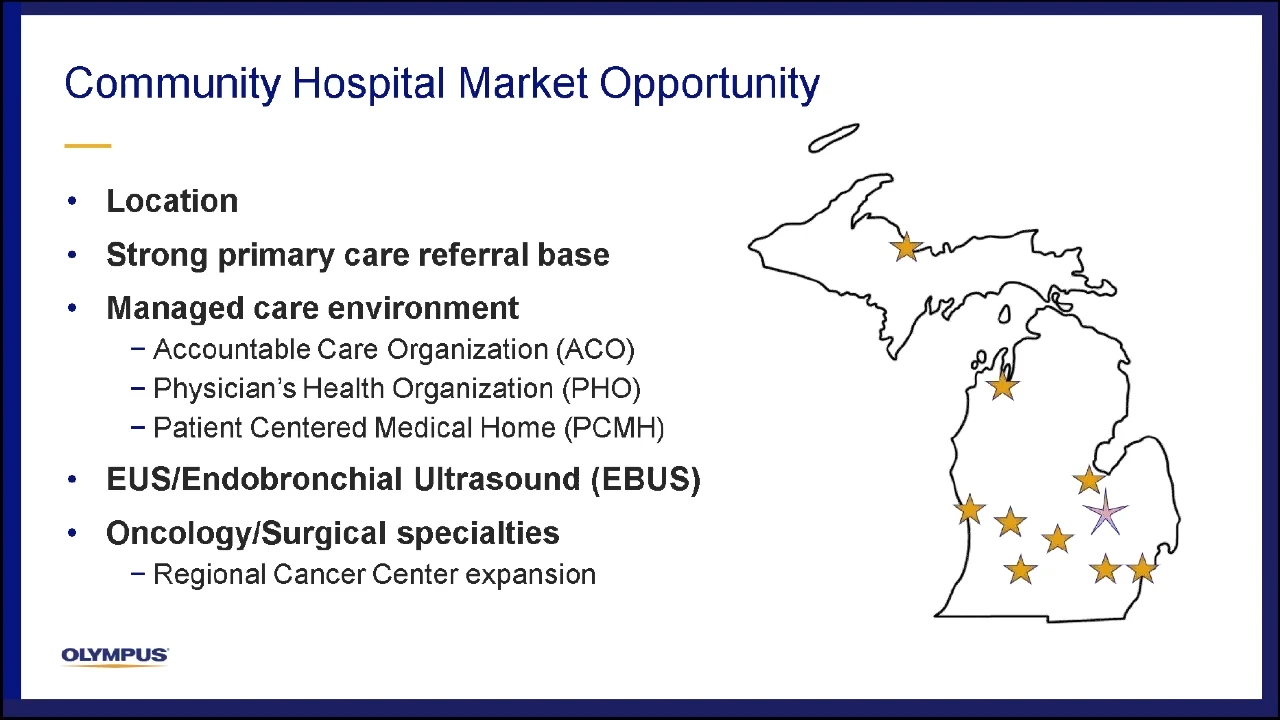 Community Hospital Market Opportunity
• Location
• Strong primary care referral base
• Managed care environment
− Accountable Care Organization (ACO)
− Physician's Health Organization (PHO)
− Patient Centered Medical Home (PCMH)
• EUS/Endobronchial Ultrasound (EBUS)
• Oncology/Surgical specialties
− Regional Cancer Center expansion
OLYMPUS